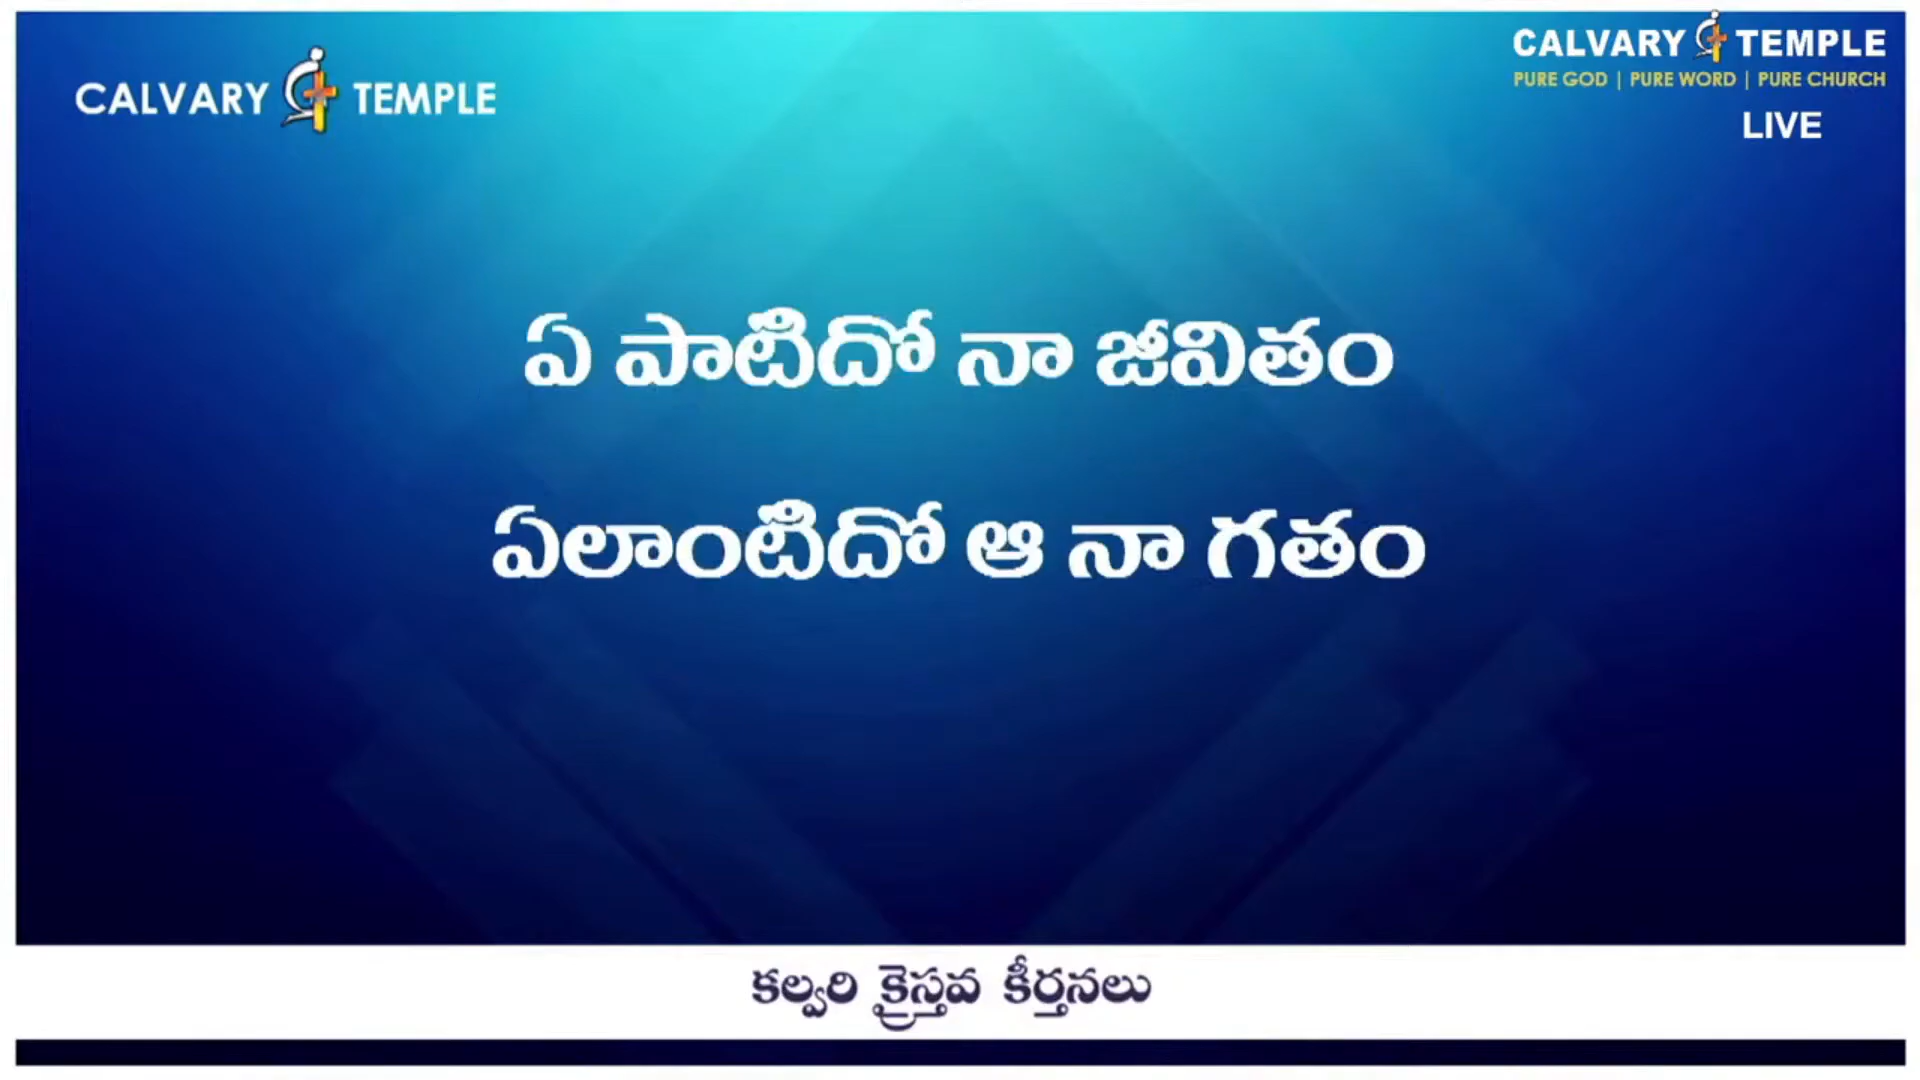 CALVARY TEMPLE
CALVARY TEMPLE
PURE GOD | PURE WORD | PURE CHURCH
LIVE
ఏ పాటిదో నా జీవితం
ఏలాంటిదో ఆ నా గతం
కల్వరి క్రైస్తవ కీర్తనలు